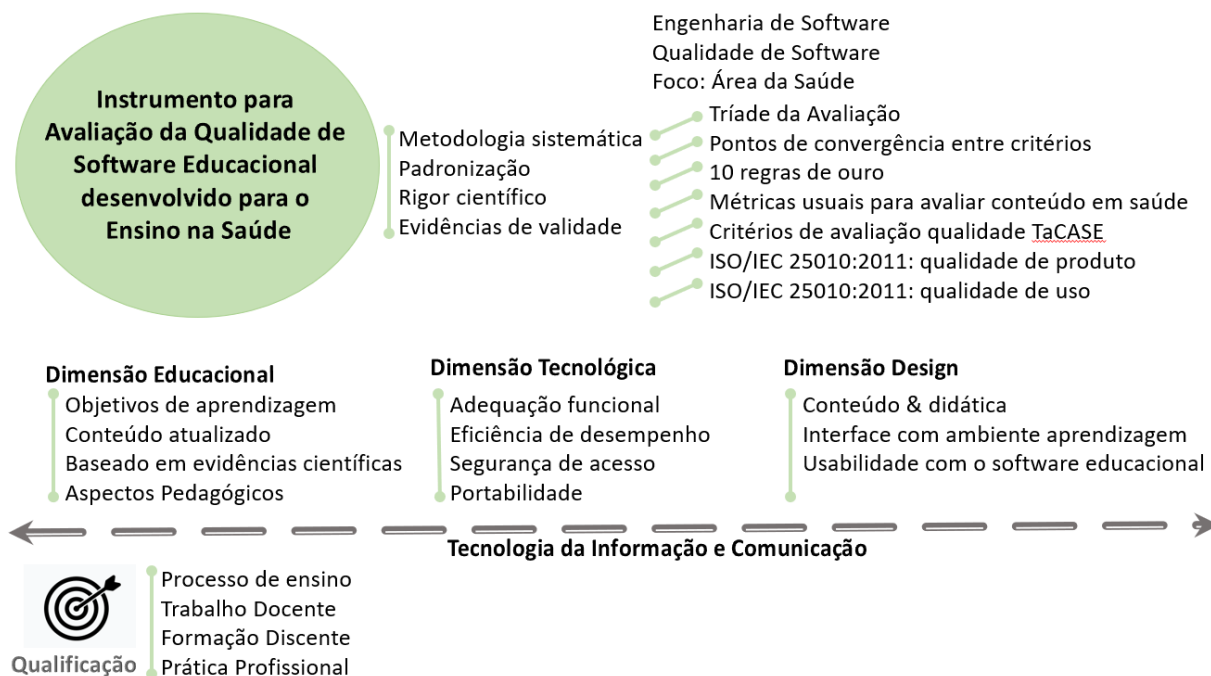 Instrumento para
Avaliação da Qualidade de
Software Educacional
desenvolvido para o
Ensino na Saúde
Metodologia sistemática
Padronização
Rigor científico
Evidências de validade
Engenharia de Software
Qualidade de Software
Foco: Área da Saúde
Tríade da Avaliação
Pontos de convergência entre critérios
10 regras de ouro
Métricas usuais para avaliar conteúdo em saúde
Critérios de avaliação qualidade TaCASE
ISO/IEC 25010:2011: qualidade de produto
ISO/IEC 25010:2011: qualidade de uso
Dimensão Educacional
Objetivos de aprendizagem
Conteúdo atualizado
Baseado em evidências científicas
Aspectos Pedagógicos
Dimensão Tecnológica
Adequação funcional
Eficiência de desempenho
Segurança de acesso
Portabilidade
Dimensão Design
Conteúdo & didática
Interface com ambiente aprendizagem
Usabilidade com o software educacional
Tecnologia da Informação e Comunicação
Qualificação
Processo de ensino
Trabalho Docente
Formação Discente
Prática Profissional